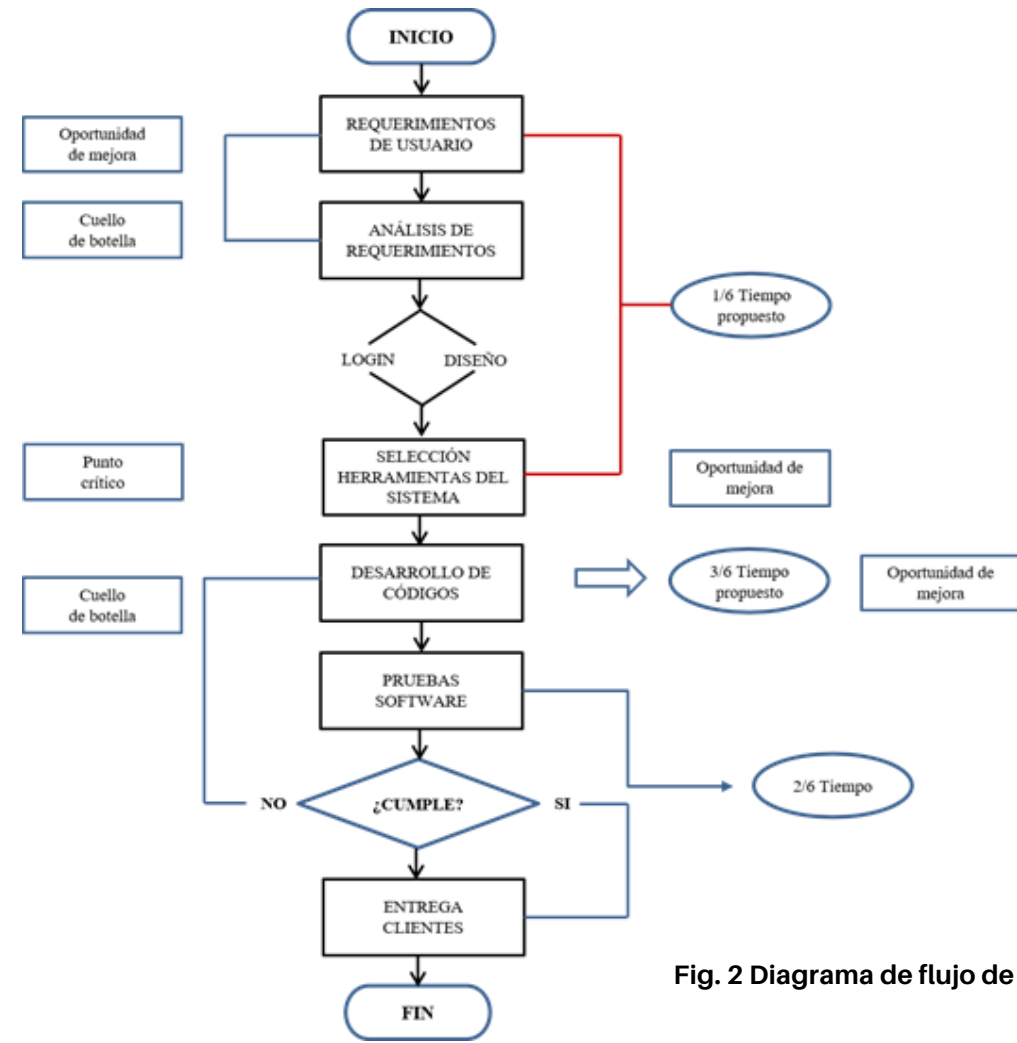 INICIO
REQUERIMIENTOS
DE USUARIO
Oportunidad
de mejora
Cuello
de botella
ANÁLISIS DE
REQUERIMIENTOS
1/6 Tiempo
propuesto
LOGIN
DISEÑO
Punto
crítico
SELECCIÓN
HERRAMIENTAS DEL
SISTEMA
Oportunidad de
mejora
Cuello
de botella
DESARROLLO DE
CÓDIGOS
3/6 Tiempo
propuesto
Oportunidad de
mejora
PRUEBAS
SOFTWARE
2/6 Tiempo
NO
¿CUMPLE?
SI
ENTREGA
CLIENTES
Fig. 2 Diagrama de flujo de
FIN